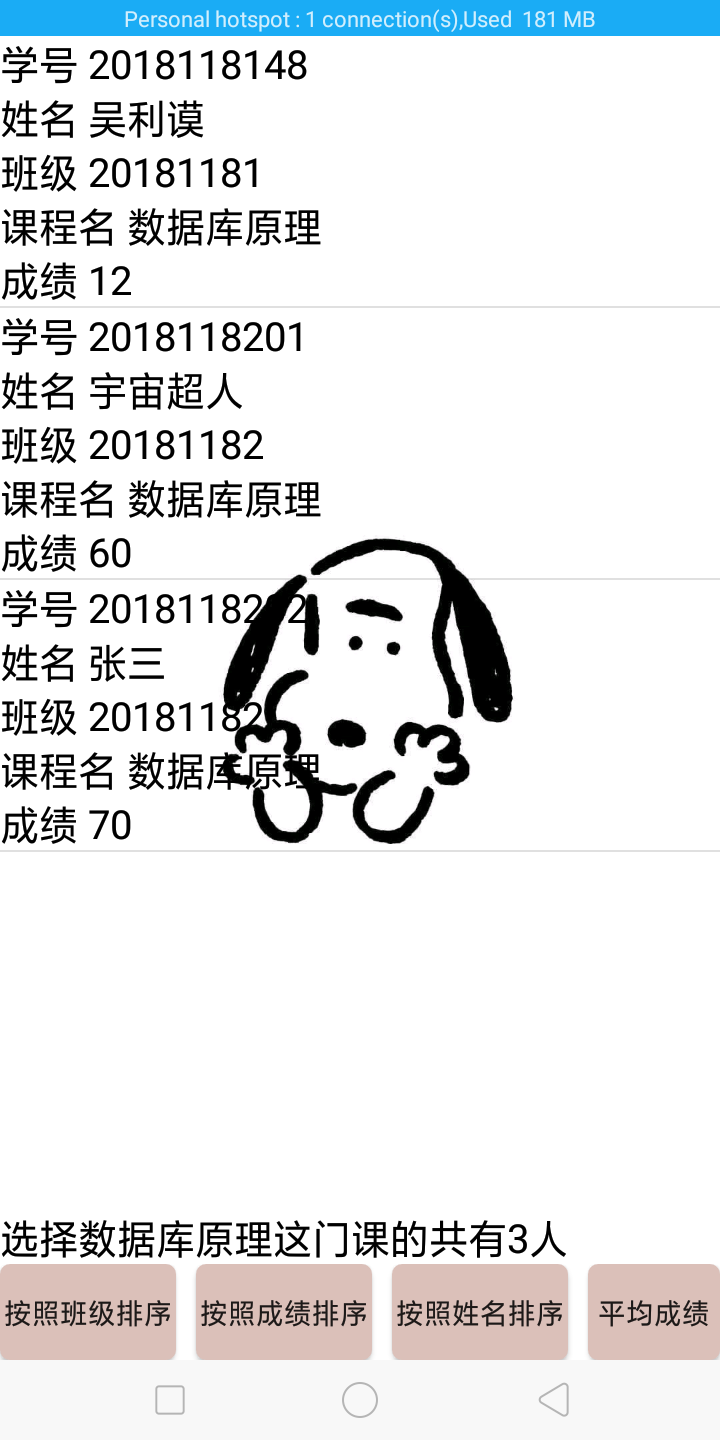 Personal hotspot : 1 connection(s),Used 181 MB
学号 2018118148
姓名 吴利谟
班级 20181181
课程名 数据库原理
成绩 12
学号 2018118201
姓名 宇宙超人
班级 20181182
课程名 数据库原理
成绩 60
学号 2018118202
姓名 张三
班级 20181182
课程名 数据库原理
成绩 70
选择数据库原理这门课的共有3人
按照班级排序
按照成绩排序
按照姓名排序
平均成绩